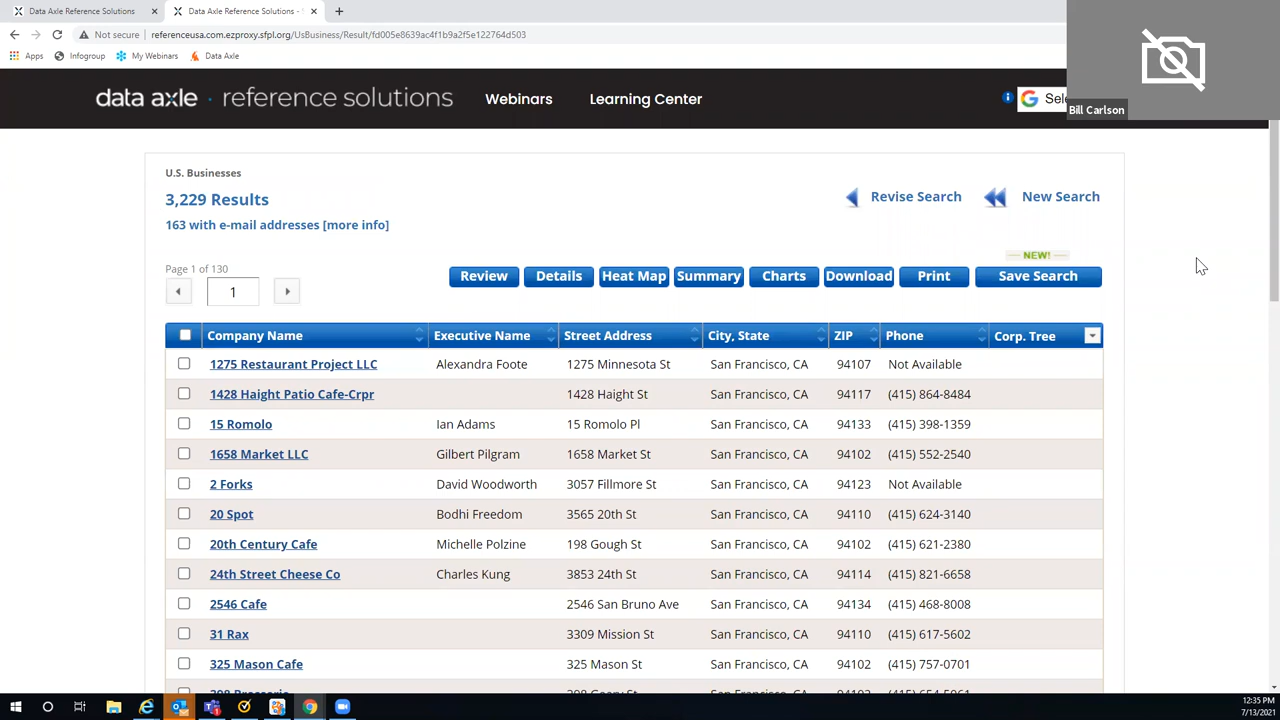 Data Axle Reference Solutions
Data Axle Reference Solutions - S
Not secure referenceusa.com.ezproxy.sfpl.org/UsBusiness/Result/fd005e8639ac4f1b9a2f5e122764d503
Apps Infogroup My Webinars Data Axle
data axle · reference solutions
Webinars
Learning Center
Sele
Bill Carlson
U.S. Businesses
3,229 Results
163 with e-mail addresses [more info]
Revise Search
New Search
Page 1 of 130
1
NEW!
Review Details Heat Map Summary Charts Download Print Save Search
Company Name Executive Name Street Address City, State ZIP Phone Corp. Tree
1275 Restaurant Project LLC Alexandra Foote 1275 Minnesota St San Francisco, CA 94107 Not Available
1428 Haight Patio Cafe-Crpr 1428 Haight St San Francisco, CA 94117 (415) 864-8484
15 Romolo Ian Adams 15 Romolo Pl San Francisco, CA 94133 (415) 398-1359
1658 Market LLC Gilbert Pilgram 1658 Market St San Francisco, CA 94102 (415) 552-2540
2 Forks David Woodworth 3057 Fillmore St San Francisco, CA 94123 Not Available
20 Spot Bodhi Freedom 3565 20th St San Francisco, CA 94110 (415) 624-3140
20th Century Cafe Michelle Polzine 198 Gough St San Francisco, CA 94102 (415) 621-2380
24th Street Cheese Co Charles Kung 3853 24th St San Francisco, CA 94114 (415) 821-6658
2546 Cafe 2546 San Bruno Ave San Francisco, CA 94134 (415) 468-8008
31 Rax 3309 Mission St San Francisco, CA 94110 (415) 617-5602
325 Mason Cafe 325 Mason St San Francisco, CA 94102 (415) 757-0701
San Francisco, CA
12:35 PM
7/13/2021